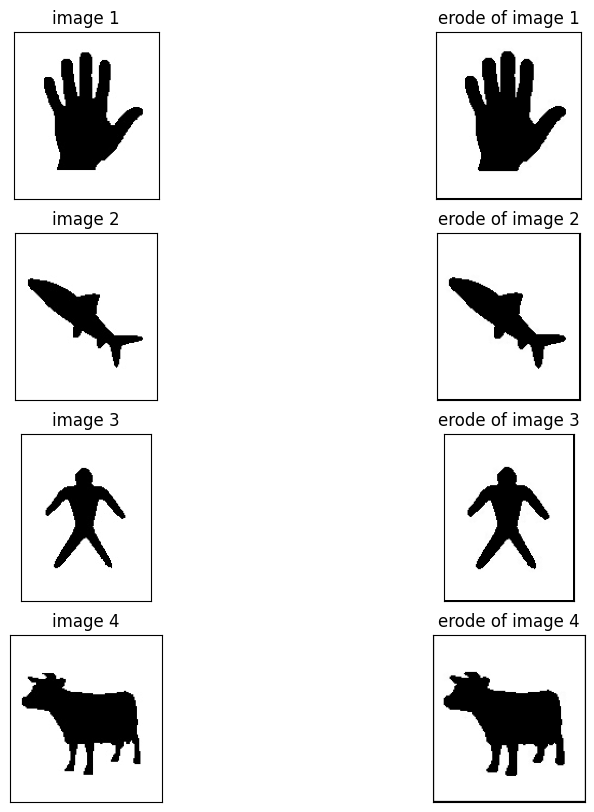 image 1
erode of image 1
image 2
erode of image 2
image 3
erode of image 3
image 4
erode of image 4